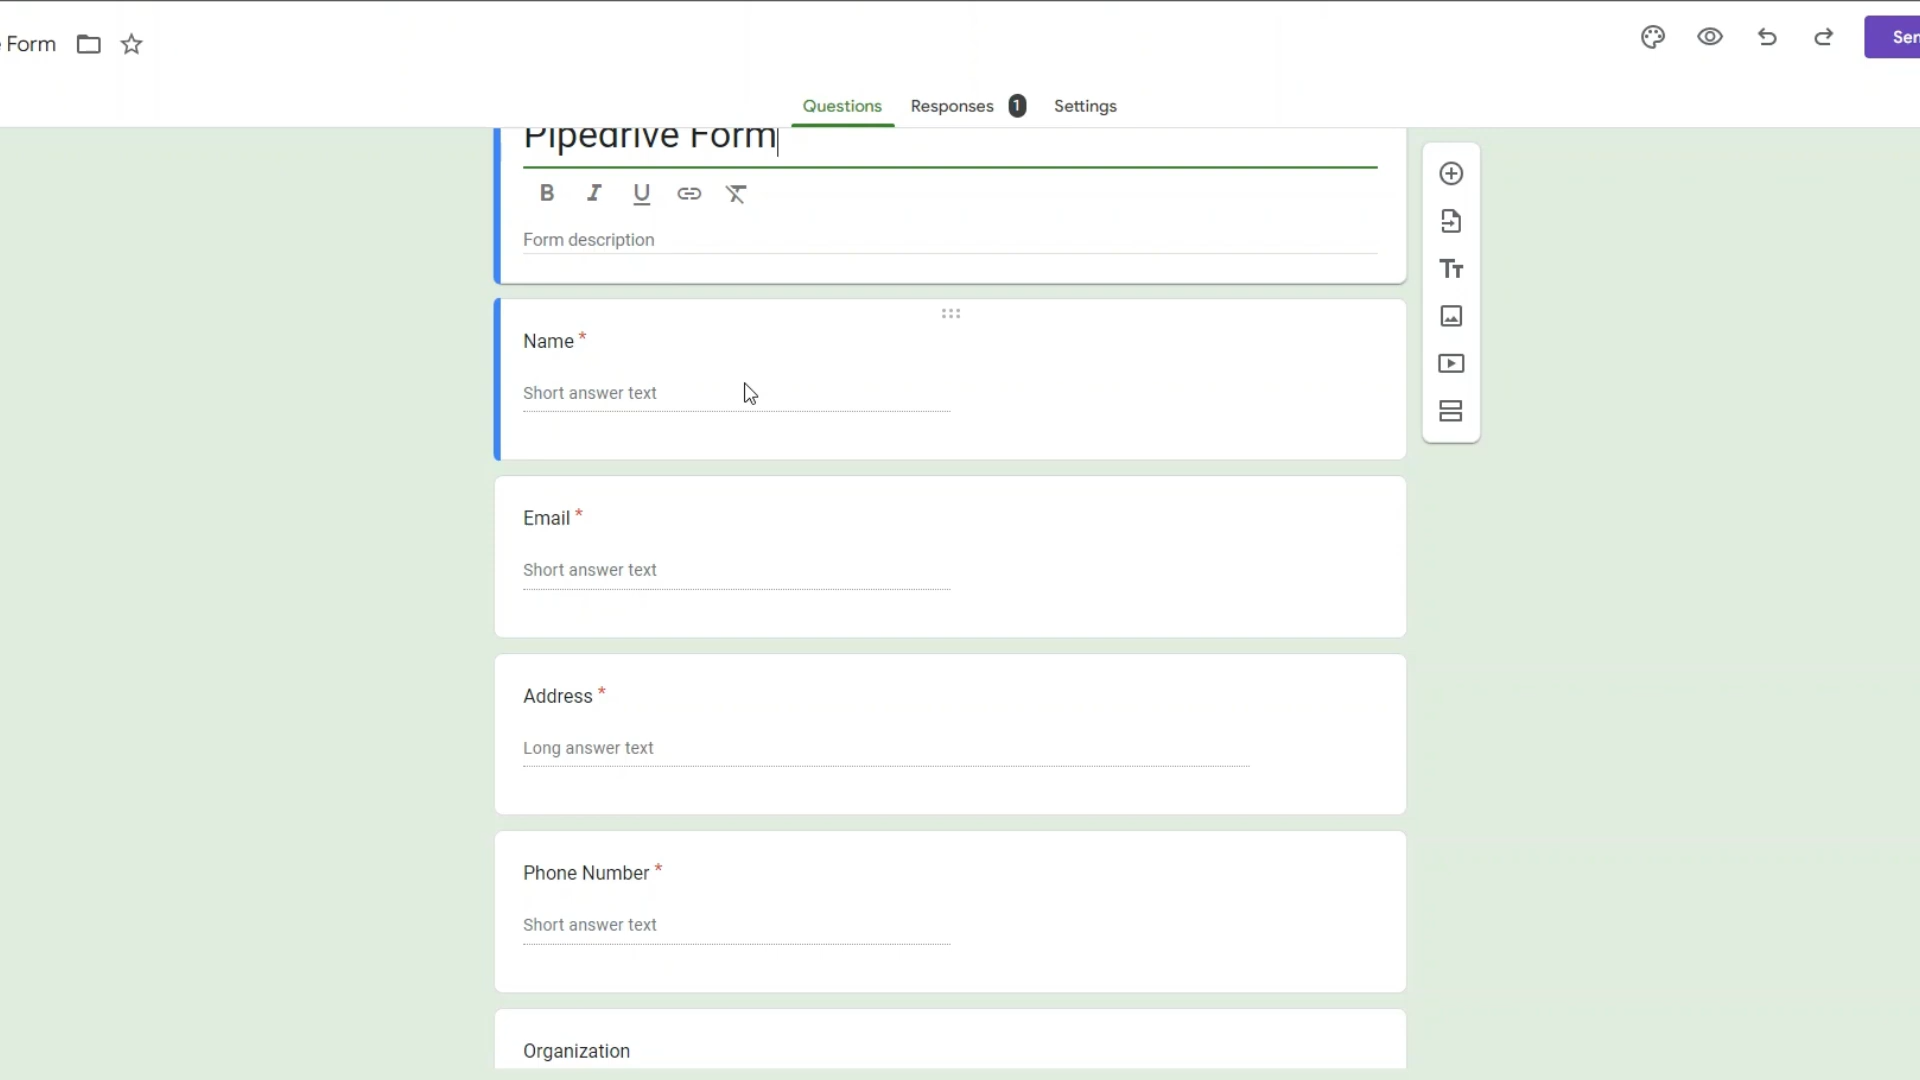 Form
Sen
Questions Responses 1 Settings
Pipedrive Form
B I U
Form description
Name *
Short answer text
Email *
Short answer text
Address *
Long answer text
Phone Number *
Short answer text
Organization